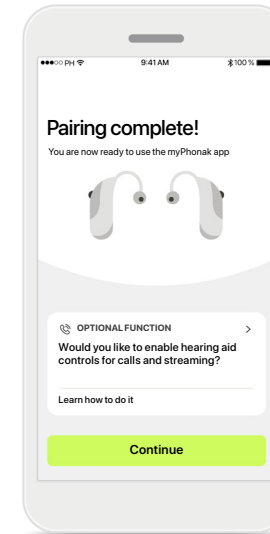 PH 9:41 AM 100 %
Pairing complete!
You are now ready to use the myPhonak app
OPTIONAL FUNCTION
Would you like to enable hearing aid
controls for calls and streaming?
Learn how to do it
Continue